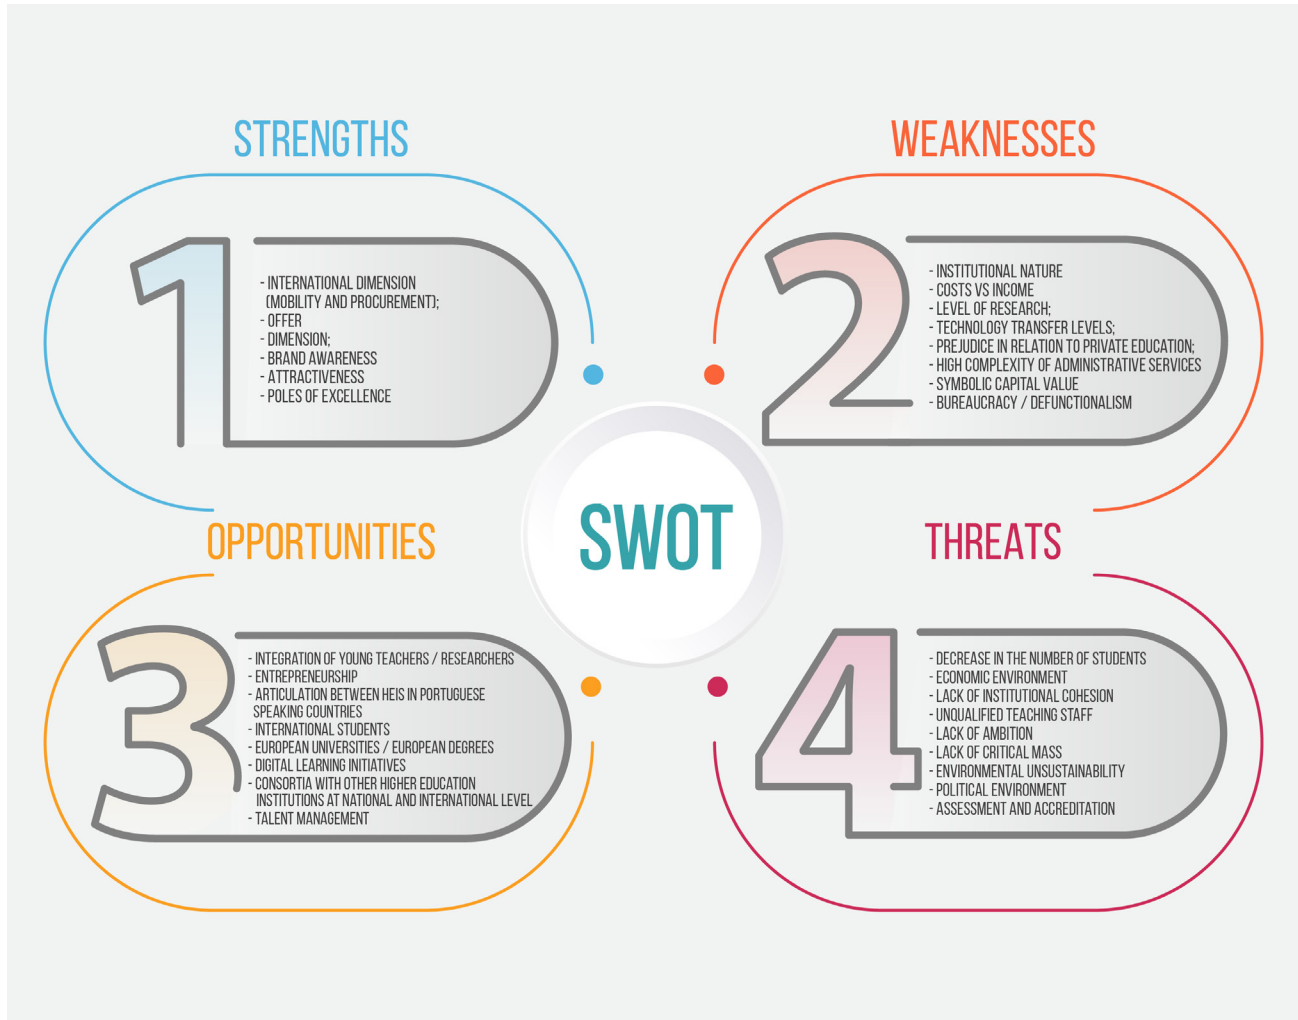 STRENGTHS
1
- INTERNATIONAL DIMENSION
(MOBILITY AND PROCUREMENT);
- OFFER
- DIMENSION;
- BRAND AWARENESS
- ATTRACTIVENESS
- POLES OF EXCELLENCE
WEAKNESSES
2
- INSTITUTIONAL NATURE
- COSTS VS INCOME
- LEVEL OF RESEARCH;
- TECHNOLOGY TRANSFER LEVELS;
- PREJUDICE IN RELATION TO PRIVATE EDUCATION;
- HIGH COMPLEXITY OF ADMINISTRATIVE SERVICES
- SYMBOLIC CAPITAL VALUE
- BUREAUCRACY / DEFUNCTIONALISM
SWOT
OPPORTUNITIES
3
- INTEGRATION OF YOUNG TEACHERS / RESEARCHERS
- ENTREPRENEURSHIP
- ARTICULATION BETWEEN HEIS IN PORTUGUESE
SPEAKING COUNTRIES
- INTERNATIONAL STUDENTS
- EUROPEAN UNIVERSITIES / EUROPEAN DEGREES
- DIGITAL LEARNING INITIATIVES
- CONSORTIA WITH OTHER HIGHER EDUCATION
INSTITUTIONS AT NATIONAL AND INTERNATIONAL LEVEL
- TALENT MANAGEMENT
THREATS
4
- DECREASE IN THE NUMBER OF STUDENTS
- ECONOMIC ENVIRONMENT
- LACK OF INSTITUTIONAL COHESION
- UNQUALIFIED TEACHING STAFF
- LACK OF AMBITION
- LACK OF CRITICAL MASS
- ENVIRONMENTAL UNSUSTAINABILITY
- POLITICAL ENVIRONMENT
- ASSESSMENT AND ACCREDITATION